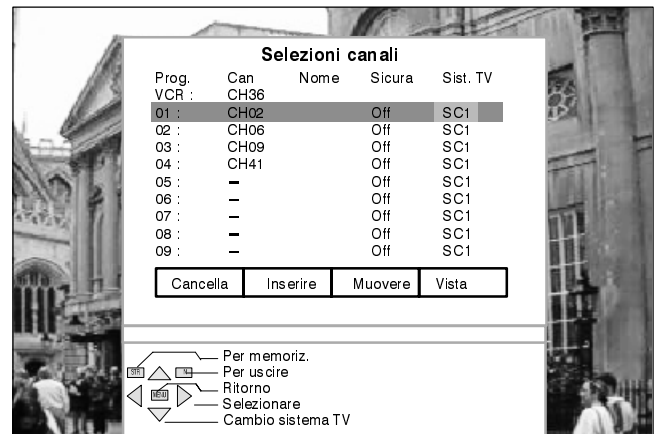 Selezioni canali
Prog. Can Nome Sicura Sist. TV
VCR : CH36
01 : CH02 Off SC1
02 : CH06 Off SC1
03 : CH09 Off SC1
04 : CH41 Off SC1
05 : – Off SC1
06 : – Off SC1
07 : – Off SC1
08 : – Off SC1
09 : – Off SC1
Cancella Inserire Muovere Vista
Per memoriz.
STR N Per uscire
MENU Ritorno
Selezionare
Cambio sistema TV